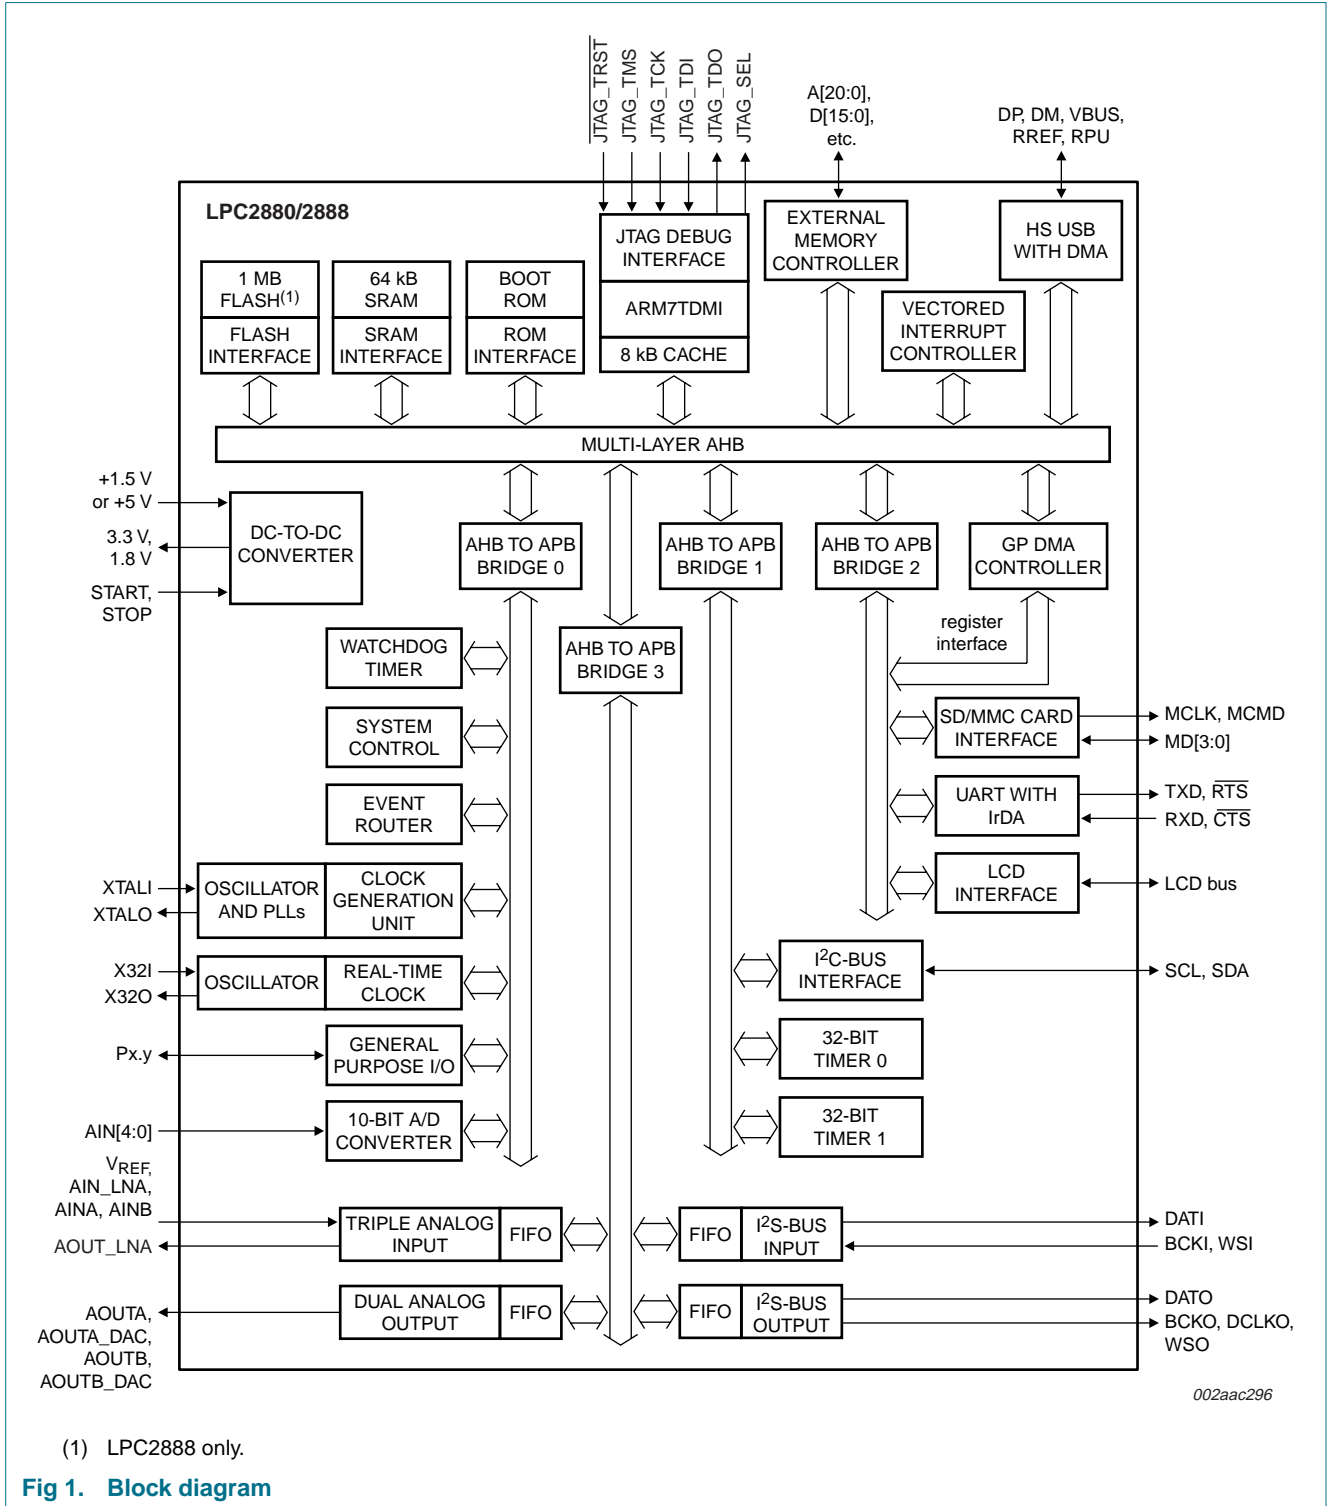 JTAG_TRST
JTAG_TMS
JTAG_TCK
JTAG_TDI
JTAG_TDO
JTAG_SEL
A[20:0],
D[15:0],
etc.
DP, DM, VBUS,
RREF, RPU
LPC2880/2888
1 MB
FLASH(1)
FLASH
INTERFACE
64 kB
SRAM
SRAM
INTERFACE
BOOT
ROM
ROM
INTERFACE
JTAG DEBUG
INTERFACE
ARM7TDMI
8 kB CACHE
EXTERNAL
MEMORY
CONTROLLER
VECTORED
INTERRUPT
CONTROLLER
HS USB
WITH DMA
MULTI-LAYER AHB
+1.5 V
or +5 V
3.3 V,
1.8 V
START,
STOP
DC-TO-DC
CONVERTER
AHB TO APB
BRIDGE 0
AHB TO APB
BRIDGE 1
AHB TO APB
BRIDGE 2
GP DMA
CONTROLLER
register
interface
AHB TO APB
BRIDGE 3
WATCHDOG
TIMER
SYSTEM
CONTROL
EVENT
ROUTER
XTALI
XTALO
OSCILLATOR
AND PLLs
CLOCK
GENERATION
UNIT
X32I
X32O
OSCILLATOR
REAL-TIME
CLOCK
Px.y
GENERAL
PURPOSE I/O
AIN[4:0]
10-BIT A/D
CONVERTER
SD/MMC CARD
INTERFACE
MCLK, MCMD
MD[3:0]
UART WITH
IrDA
TXD, RTS
RXD, CTS
LCD
INTERFACE
LCD bus
I2C-BUS
INTERFACE
SCL, SDA
32-BIT
TIMER 0
32-BIT
TIMER 1
VREF,
AIN_LNA,
AINA, AINB
AOUT_LNA
TRIPLE ANALOG
INPUT
FIFO
FIFO
I2S-BUS
INPUT
DATI
BCKI, WSI
AOUTA,
AOUTA_DAC,
AOUTB,
AOUTB_DAC
DUAL ANALOG
OUTPUT
FIFO
FIFO
I2S-BUS
OUTPUT
DATO
BCKO, DCLKO,
WSO
002aac296
(1) LPC2888 only.
Fig 1. Block diagram